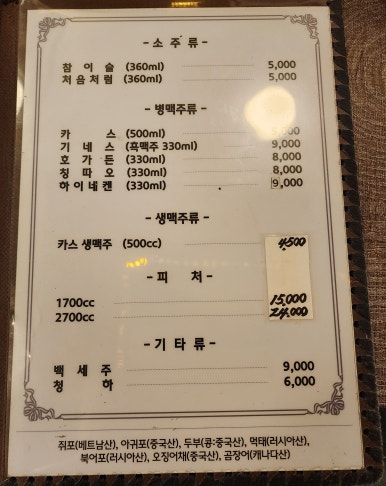 - 소 주 류 -
참 이 슬 (360ml) 5,000
처음처럼 (360ml) 5,000
- 병맥주류 -
카 스 (500ml) 5,000
기 네 스 (흑맥주 330ml) 9,000
호 가 든 (330ml) 8,000
칭 따 오 (330ml) 8,000
하이네켄 (330ml) 9,000
- 생맥주류 -
카스 생맥주 (500cc) 4,500
- 피 처 -
1700cc 15,000
2700cc 24,000
- 기 타 류 -
백 세 주 9,000
청 하 6,000
쥐포(베트남산), 아귀포(중국산), 두부(콩:중국산), 먹태(러시아산),
북어포(러시아산), 오징어채(중국산), 곰장어(캐나다산)